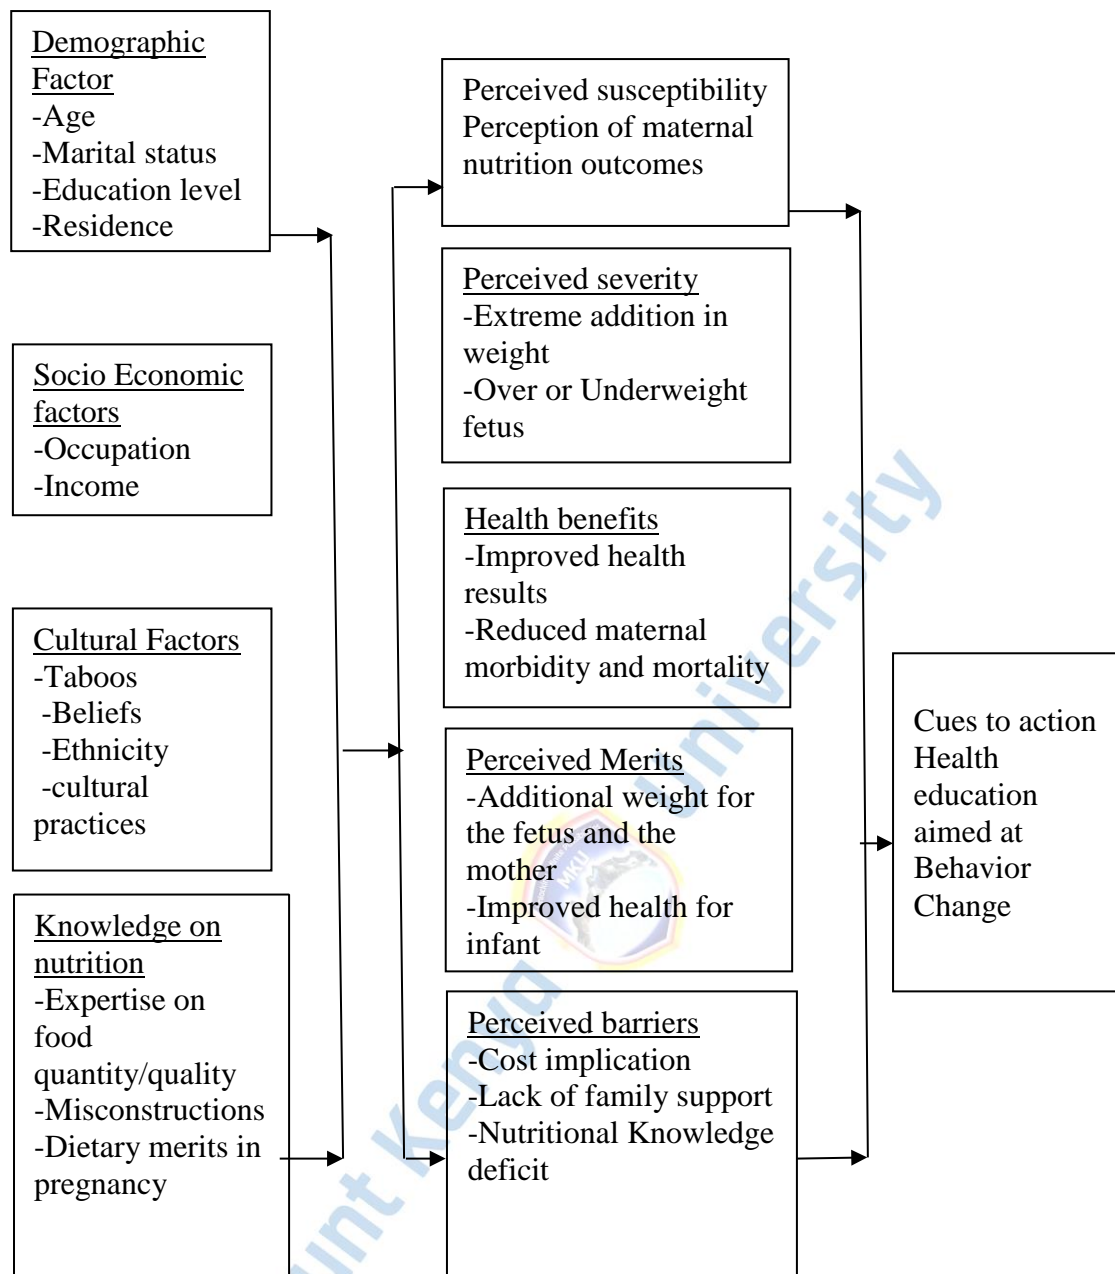 Demographic
Factor
-Age
-Marital status
-Education level
-Residence
Socio Economic
factors
-Occupation
-Income
Cultural Factors
-Taboos
-Beliefs
-Ethnicity
-cultural
practices
Knowledge on
nutrition
-Expertise on
food
quantity/quality
-Misconstructions
-Dietary merits in
pregnancy
Perceived susceptibility
Perception of maternal
nutrition outcomes
Perceived severity
-Extreme addition in
weight
-Over or Underweight
fetus
Health benefits
-Improved health
results
-Reduced maternal
morbidity and mortality
Perceived Merits
-Additional weight for
the fetus and the
mother
-Improved health for
infant
Perceived barriers
-Cost implication
-Lack of family support
-Nutritional Knowledge
deficit
Cues to action
Health
education
aimed at
Behavior
Change
unt Kenya University
MKU